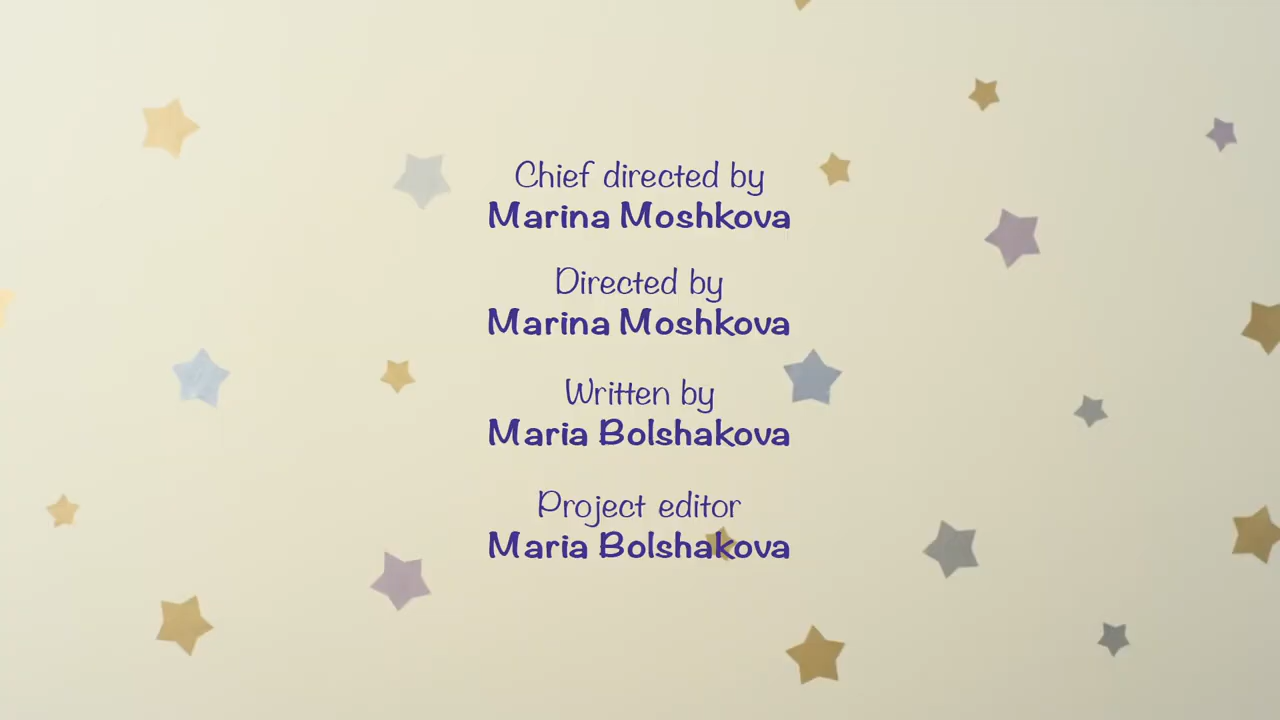 Chief directed by
Marina Moshkova
Directed by
Marina Moshkova
Written by
Maria Bolshakova
Project editor
Maria Bolshakova